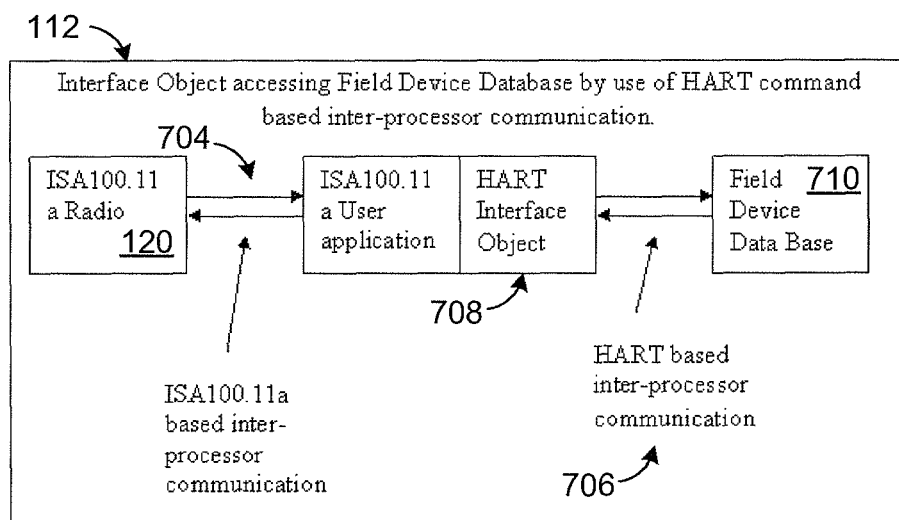 112
Interface Object accessing Field Device Database by use of HART command
based inter-processor communication.
704
ISA100.11
a Radio
120
ISA100.11
a User
application
HART
Interface
Object
708
Field
Device
Data Base
710
ISA100.11a
based inter-
processor
communication
HART based
inter-processor
communication
706